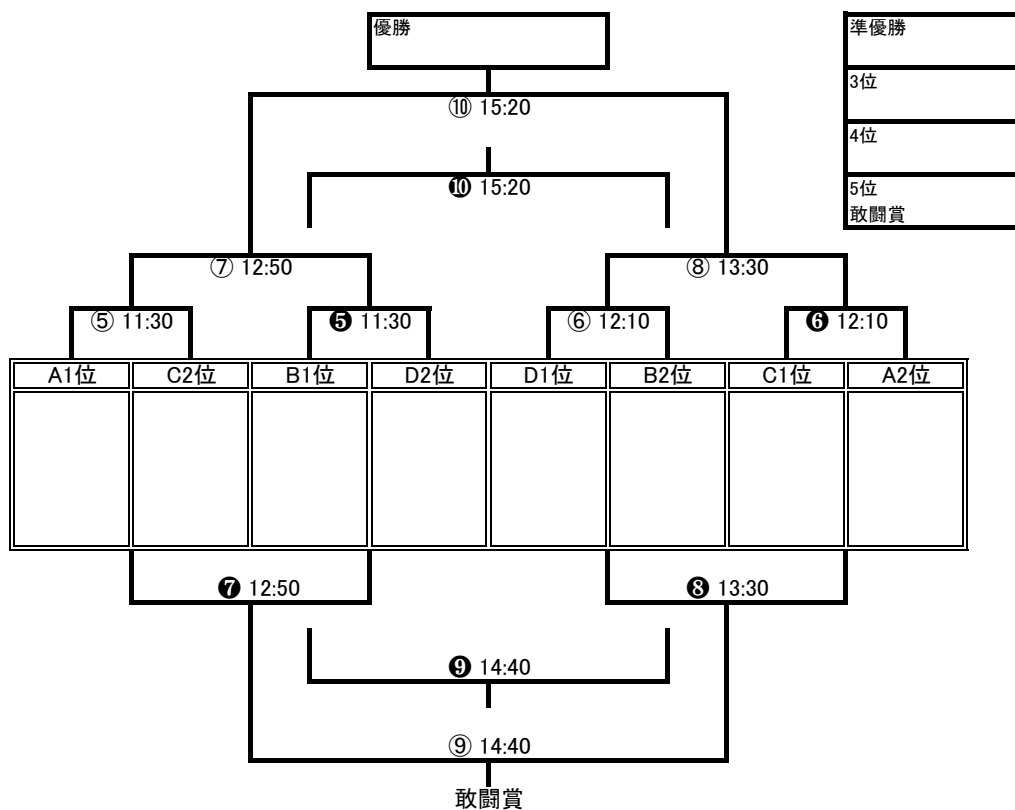 優勝
準優勝
⑩ 15:20
3位
4位
❿ 15:20
5位
敢闘賞
⑦ 12:50
⑧ 13:30
⑤ 11:30
❺ 11:30
⑥ 12:10
❻ 12:10
A1位
C2位
B1位
D2位
D1位
B2位
C1位
A2位
❼ 12:50
❽ 13:30
❾ 14:40
⑨ 14:40
敢闘賞